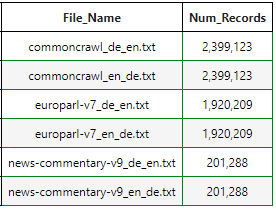 File_Name Num_Records
commoncrawl_de_en.txt 2,399,123
commoncrawl_en_de.txt 2,399,123
europarl-v7_de_en.txt 1,920,209
europarl-v7_en_de.txt 1,920,209
news-commentary-v9_de_en.txt 201,288
news-commentary-v9_en_de.txt 201,288